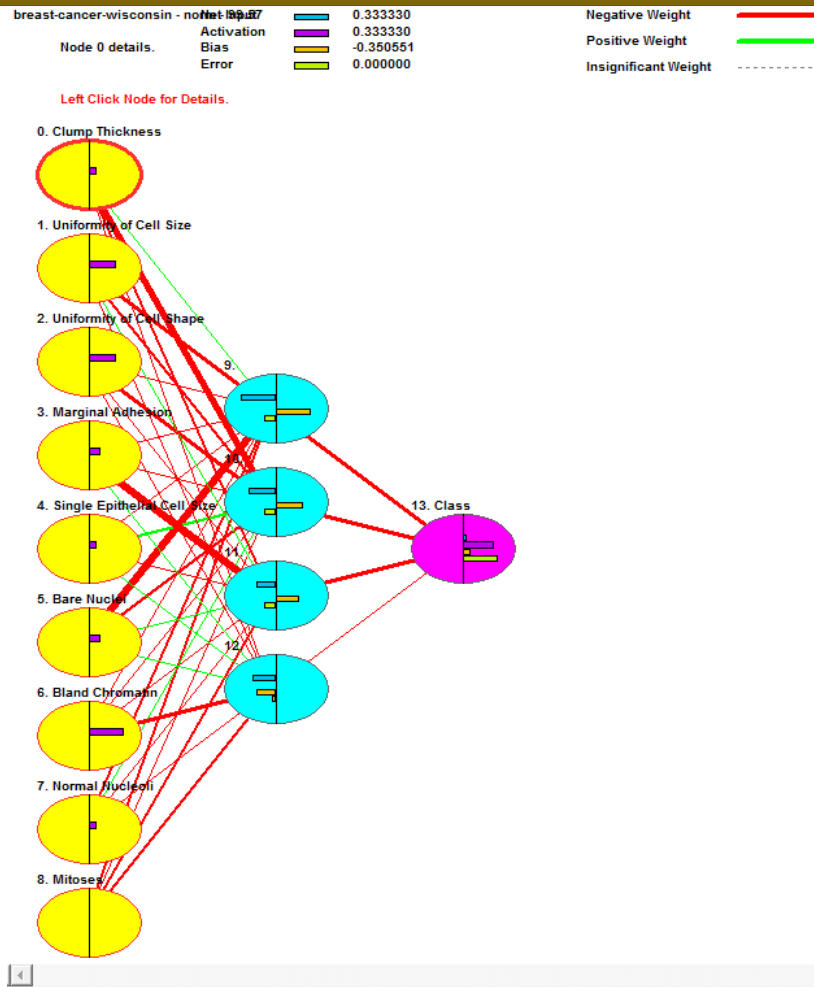 breast-cancer-wisconsin - Net-Input 0.333330
Activation 0.333330
Node 0 details. Bias -0.350551
Error 0.000000
Negative Weight
Positive Weight
Insignificant Weight
Left Click Node for Details.
0. Clump Thickness
1. Uniformity of Cell Size
2. Uniformity of Cell Shape
9.
3. Marginal Adhesion
10.
4. Single Epithelial Cell Size
13. Class
11.
5. Bare Nuclei
12.
6. Bland Chromatin
7. Normal Nucleoli
8. Mitoses